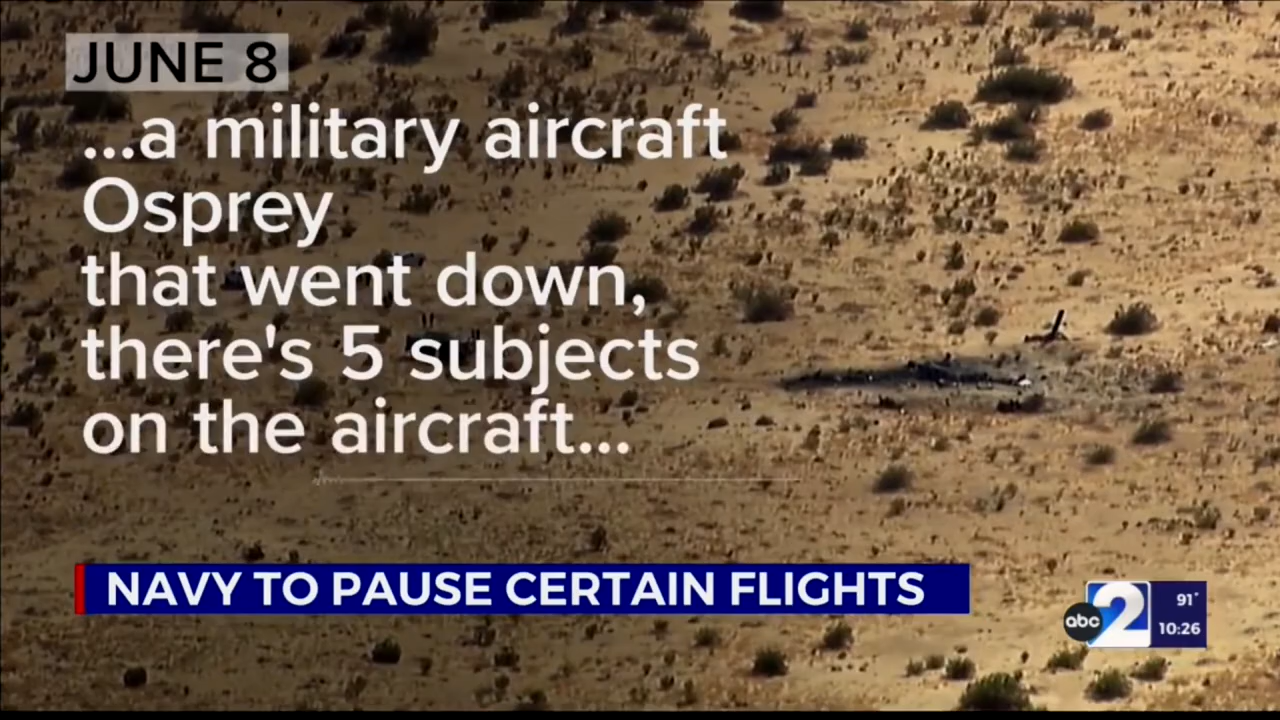 JUNE 8
...a military aircraft
Osprey
that went down,
there's 5 subjects
on the aircraft...
NAVY TO PAUSE CERTAIN FLIGHTS
abc 2
91°
10:26